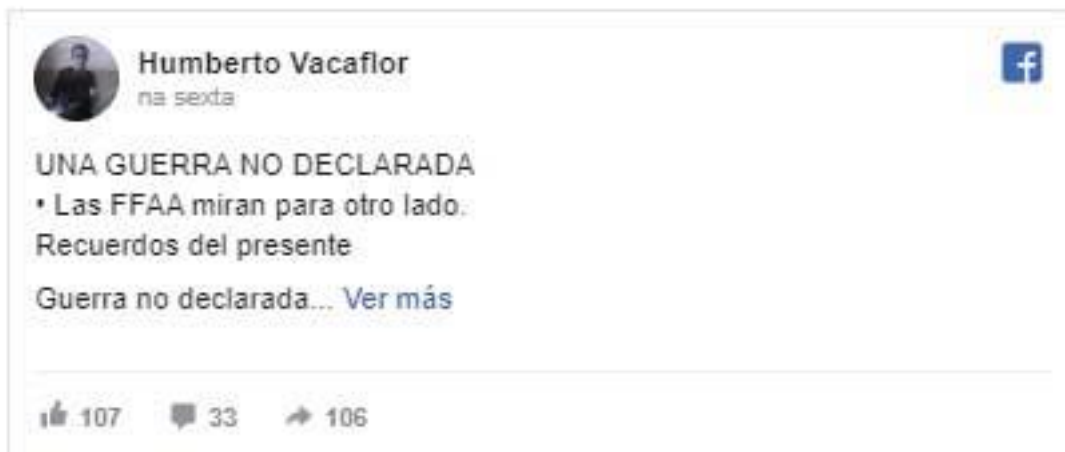 Humberto Vacaflor
na sexta
UNA GUERRA NO DECLARADA
• Las FFAA miran para otro lado.
Recuerdos del presente
Guerra no declarada... Ver más
107 33 106